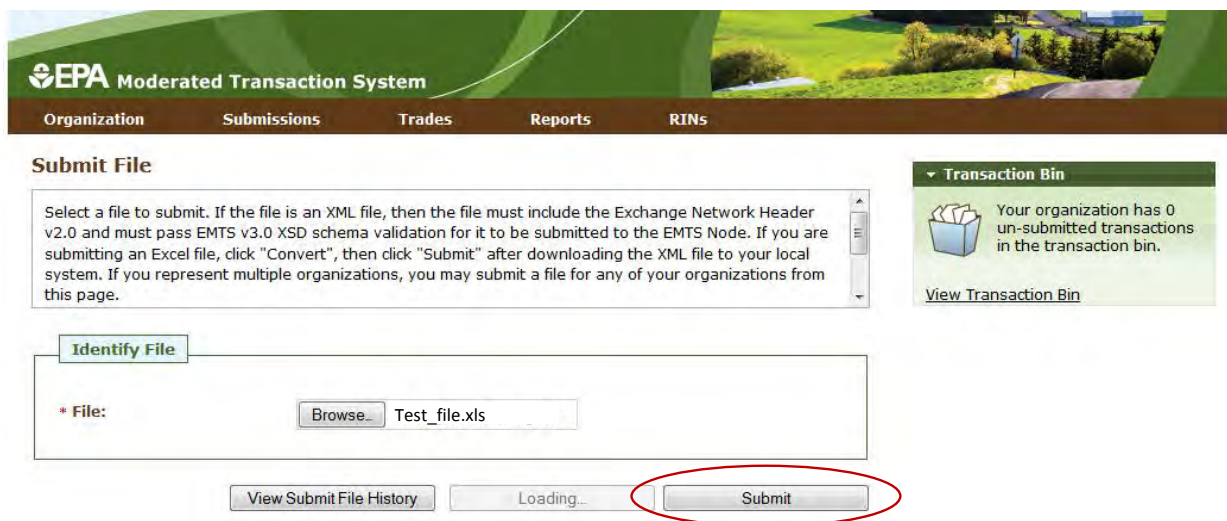 EPA Moderated Transaction System
Organization Submissions Trades Reports RINs
Submit File
Select a file to submit. If the file is an XML file, then the file must include the Exchange Network Header
v2.0 and must pass EMTS v3.0 XSD schema validation for it to be submitted to the EMTS Node. If you are
submitting an Excel file, click "Convert", then click "Submit" after downloading the XML file to your local
system. If you represent multiple organizations, you may submit a file for any of your organizations from
this page.
Transaction Bin
Your organization has 0
un-submitted transactions
in the transaction bin.
View Transaction Bin
Identify File
* File: Browse... Test_file.xls
View Submit File History Loading... Submit